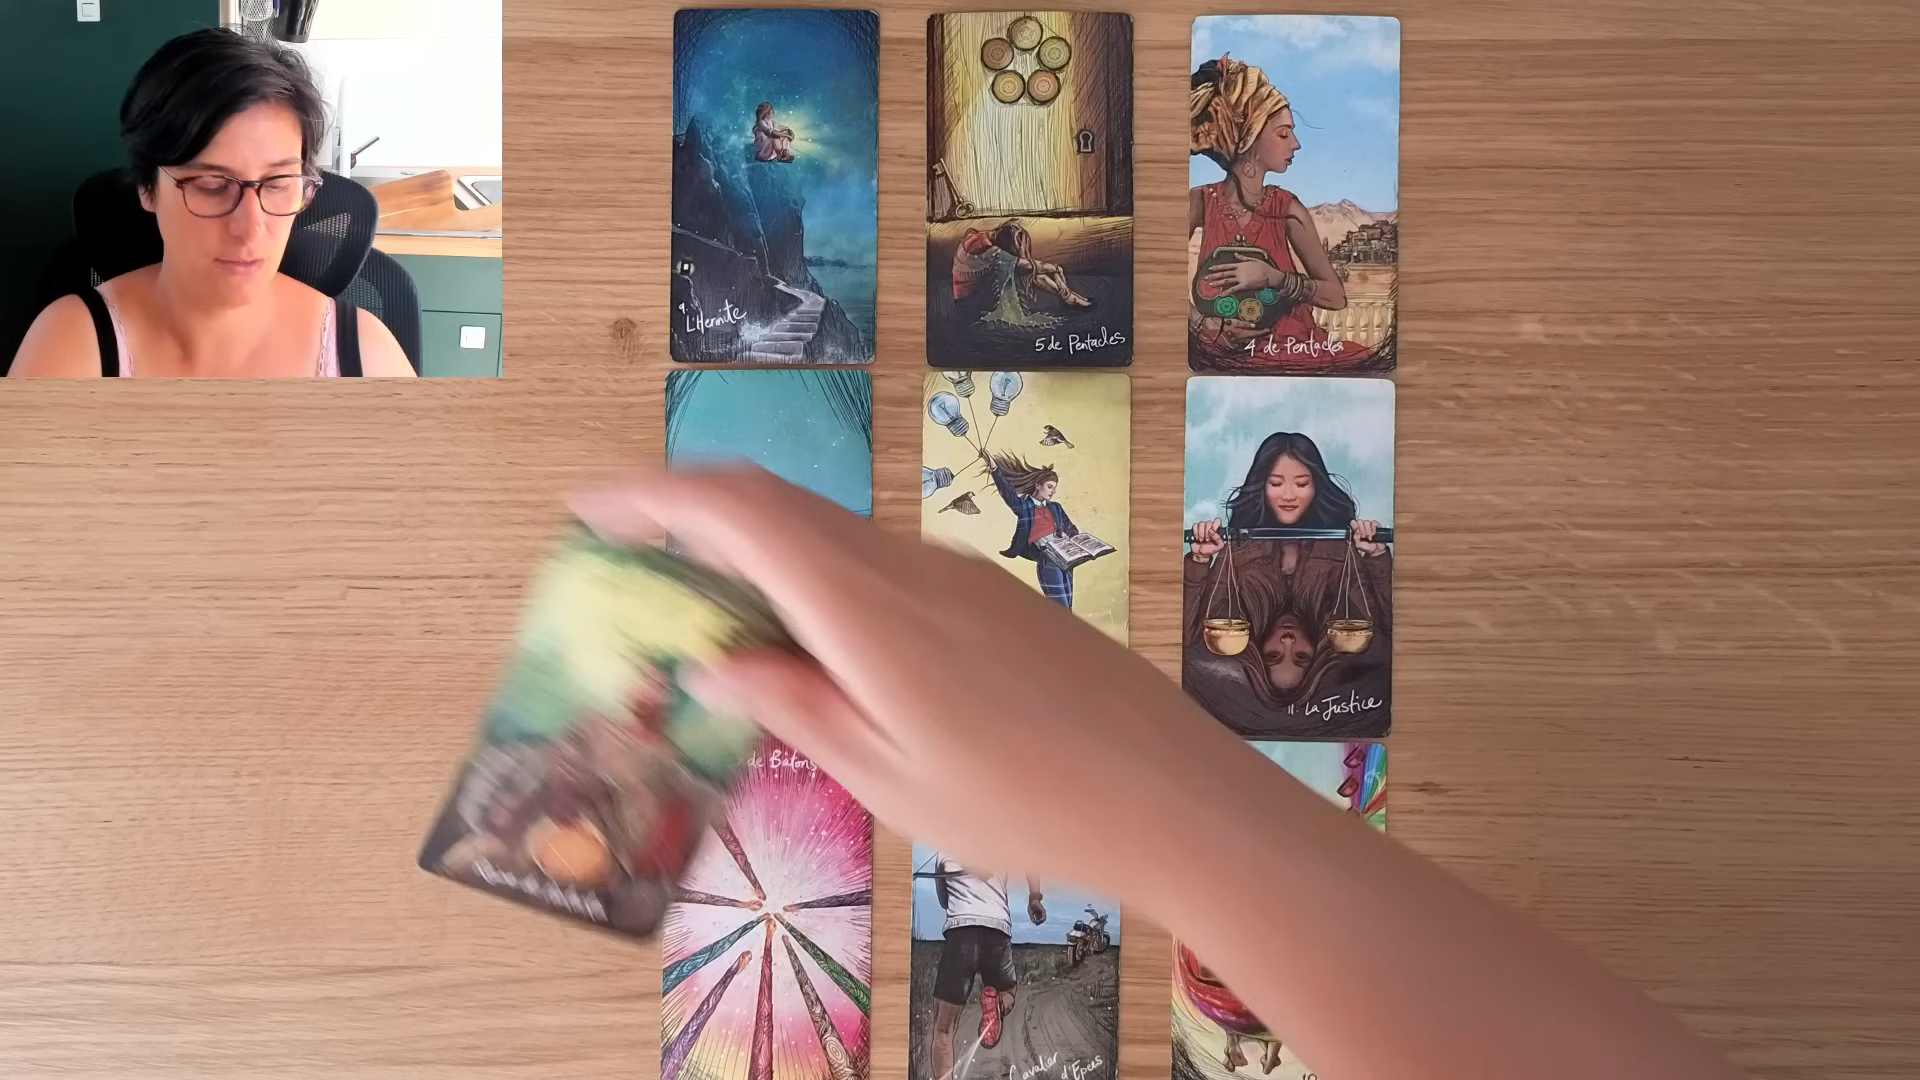 9.
L'Hermite
5 de Pentacles
4 de Pentacles
11. La Justice
de Bâtons
Cavalier
d'Épées